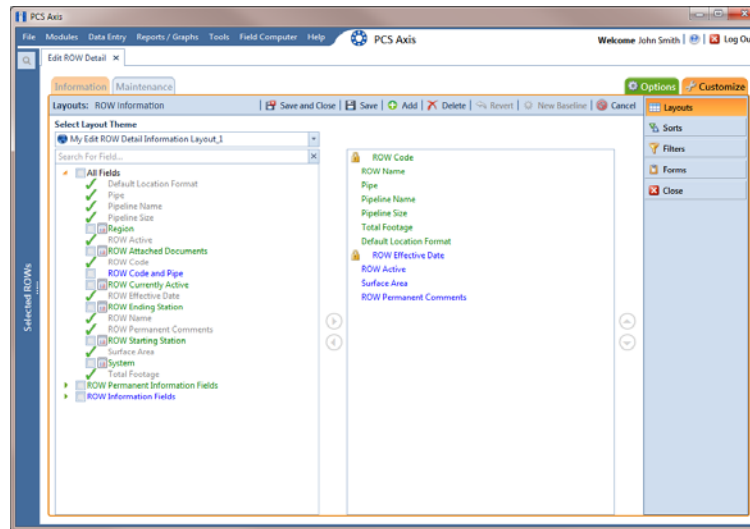 PCS Axis
File Modules Data Entry Reports / Graphs Tools Field Computer Help PCS Axis Welcome John Smith | | Log Ou
Edit ROW Detail
Information Maintenance Options Customize
Layouts: ROW Information | Save and Close | Save | Add | Delete | Revert | New Baseline | Cancel
Select Layout Theme
My Edit ROW Detail Information Layout_1
Search For Field...
All Fields
Default Location Format
Pipe
Pipeline Name
Pipeline Size
Region
ROW Active
ROW Attached Documents
ROW Code
ROW Code and Pipe
ROW Currently Active
ROW Effective Date
ROW Ending Station
ROW Name
ROW Permanent Comments
ROW Starting Station
Surface Area
System
Total Footage
ROW Permanent Information Fields
ROW Information Fields
ROW Code
ROW Name
Pipe
Pipeline Name
Pipeline Size
Total Footage
Default Location Format
ROW Effective Date
ROW Active
Surface Area
ROW Permanent Comments
Layouts
Sorts
Filters
Forms
Close
Selected ROWs